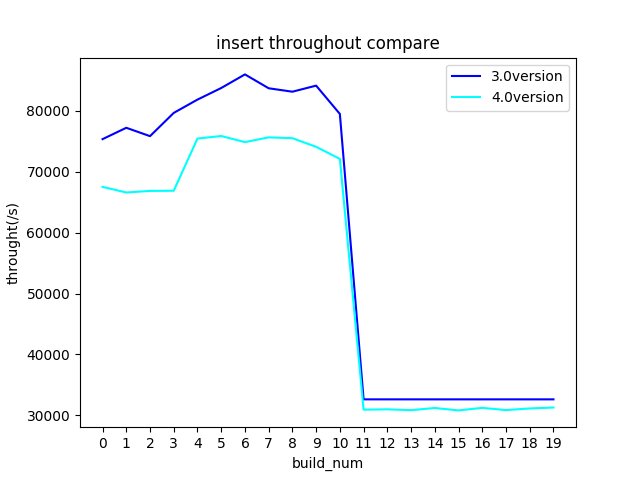 insert throughout compare
3.0version
4.0version
throught(/s)
80000
70000
60000
50000
40000
30000
0 1 2 3 4 5 6 7 8 9 10 11 12 13 14 15 16 17 18 19
build_num